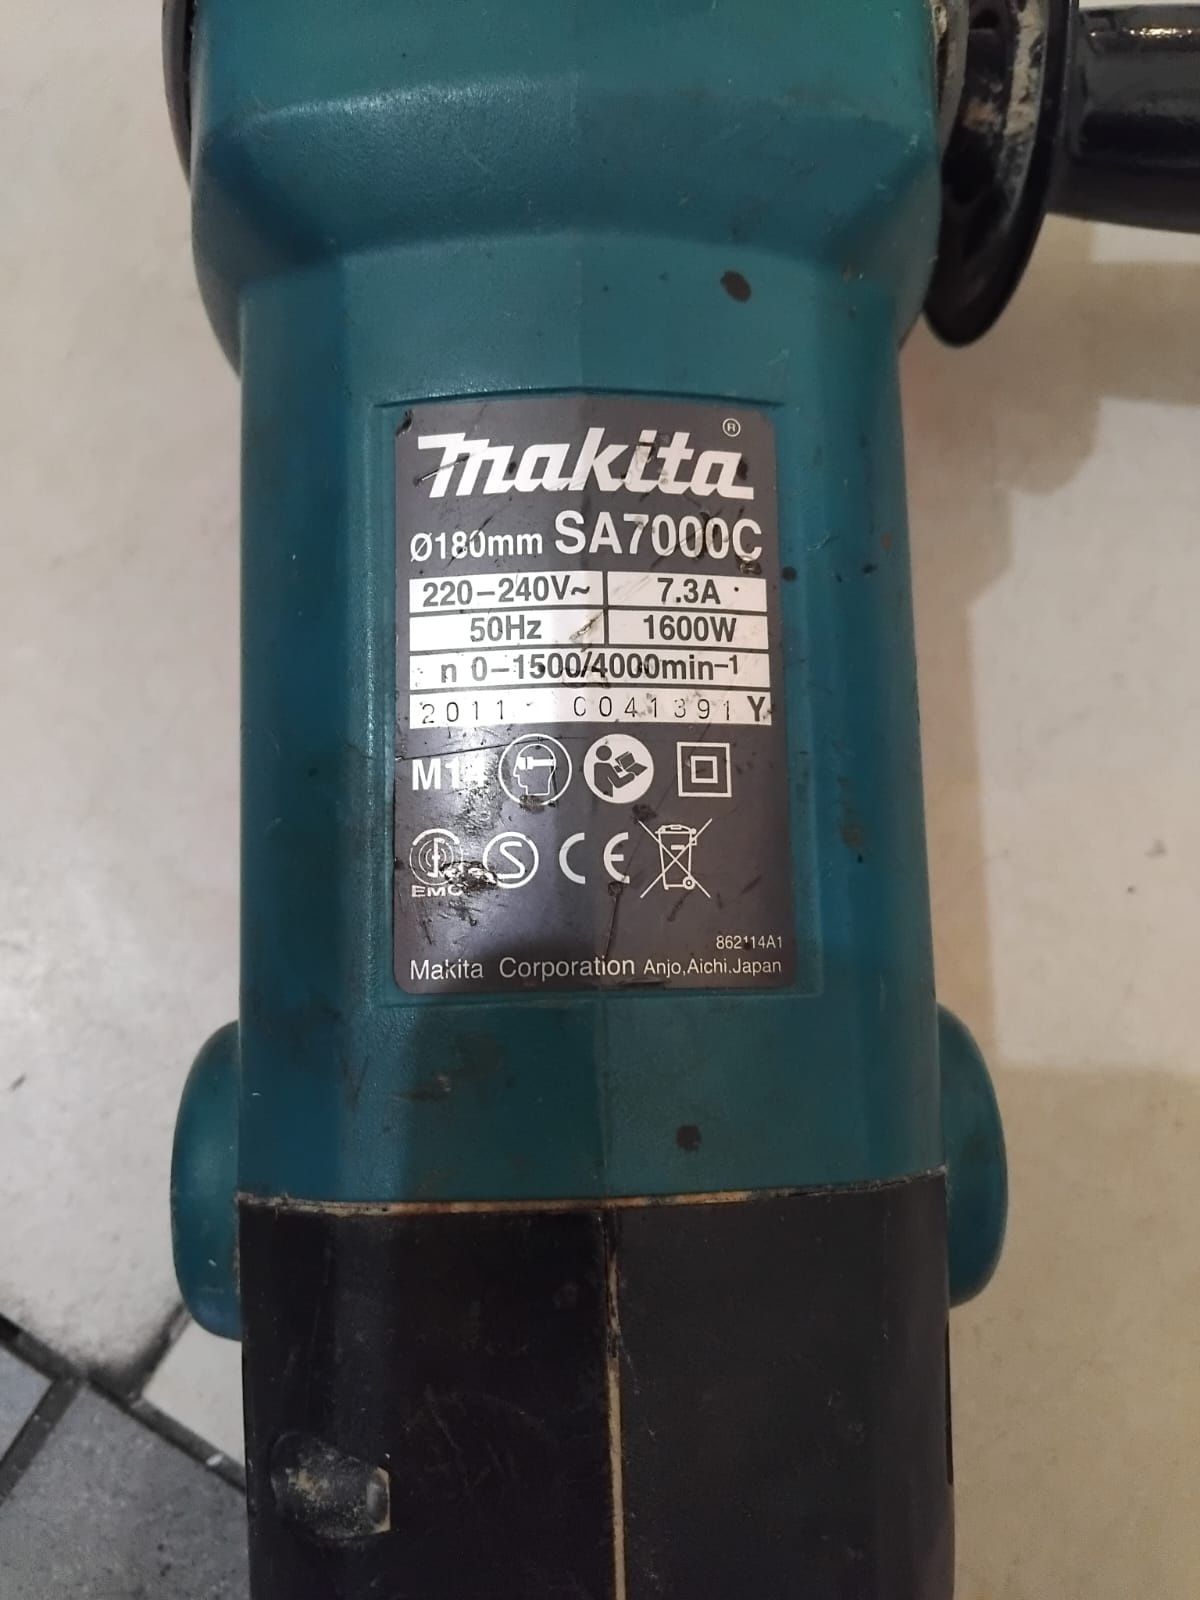 makita®
Ø180mm SA7000C
220–240V~ 7.3A
50Hz 1600W
n 0–1500/4000min⁻¹
2011 0041391 Y
EMC
S
CE
862114A1
Makita Corporation Anjo,Aichi,Japan